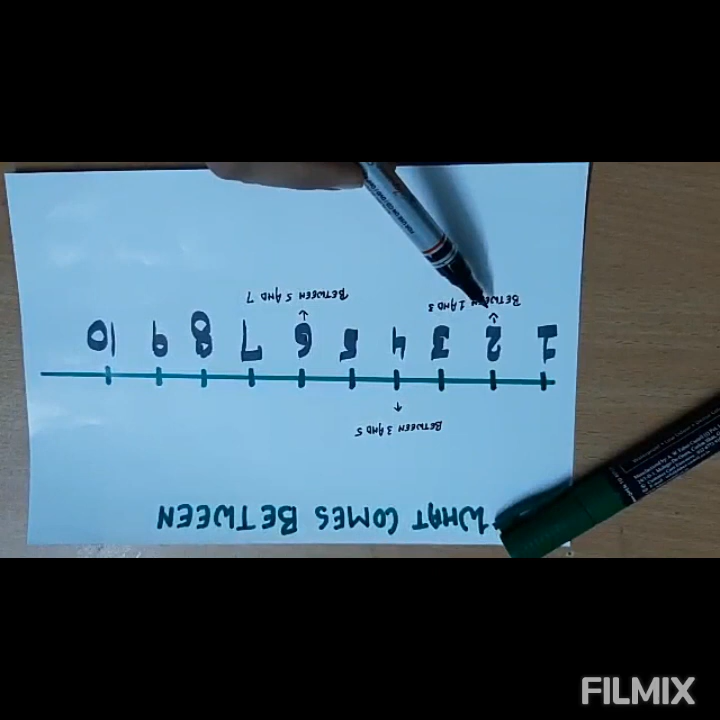 WHAT COMES BETWEEN
BETWEEN 3 AND 5
1 2 3 4 5 6 7 8 9 10
BETWEEN 1 AND 3
BETWEEN 5 AND 7
FILMIX